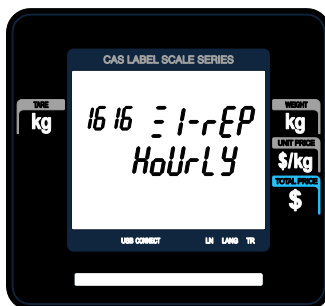 CAS LABEL SCALE SERIES
TARE
kg
1616 Ξ1-rEP
HoUrLY
WEIGHT
kg
UNIT PRICE
$/kg
TOTAL PRICE
$
USB CONNECT LN LANG TR